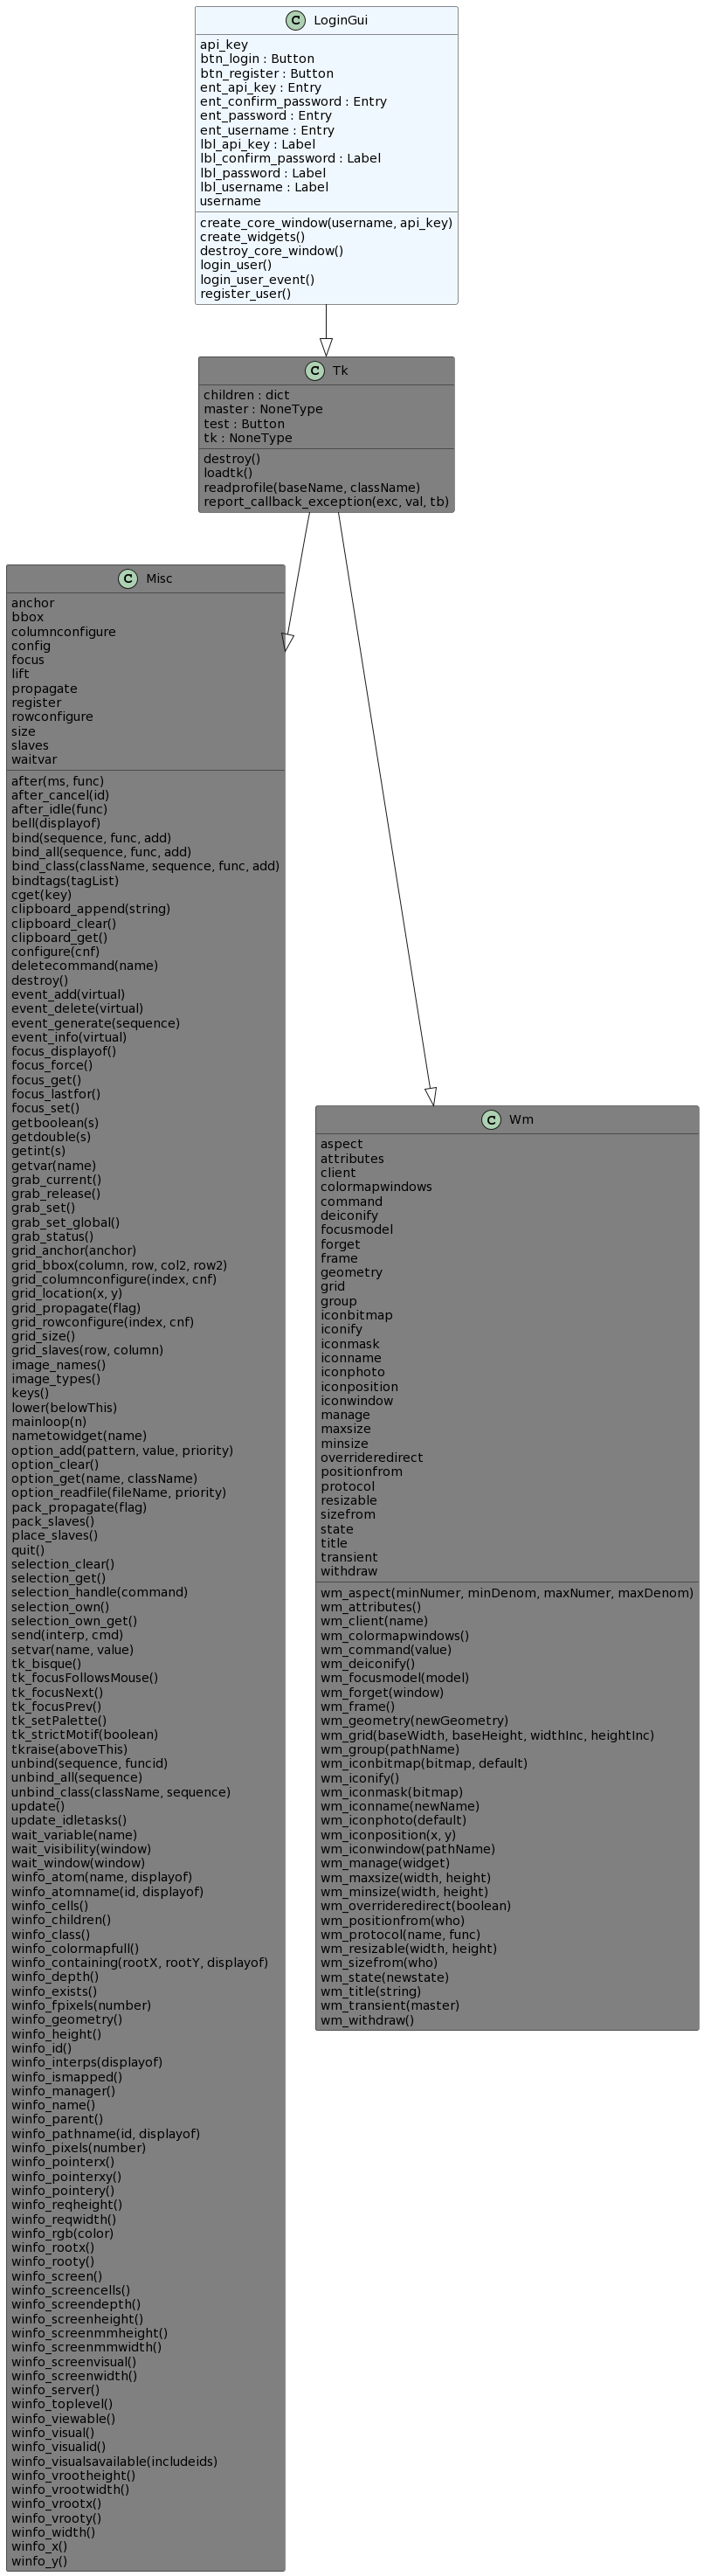 C LoginGui
api_key
btn_login : Button
btn_register : Button
ent_api_key : Entry
ent_confirm_password : Entry
ent_password : Entry
ent_username : Entry
lbl_api_key : Label
lbl_confirm_password : Label
lbl_password : Label
lbl_username : Label
username
create_core_window(username, api_key)
create_widgets()
destroy_core_window()
login_user()
login_user_event()
register_user()
C Tk
children : dict
master : NoneType
test : Button
tk : NoneType
destroy()
loadtk()
readprofile(baseName, className)
report_callback_exception(exc, val, tb)
C Misc
anchor
bbox
columnconfigure
config
focus
lift
propagate
register
rowconfigure
size
slaves
waitvar
after(ms, func)
after_cancel(id)
after_idle(func)
bell(displayof)
bind(sequence, func, add)
bind_all(sequence, func, add)
bind_class(className, sequence, func, add)
bindtags(tagList)
cget(key)
clipboard_append(string)
clipboard_clear()
clipboard_get()
configure(cnf)
deletecommand(name)
destroy()
event_add(virtual)
event_delete(virtual)
event_generate(sequence)
event_info(virtual)
focus_displayof()
focus_force()
focus_get()
focus_lastfor()
focus_set()
getboolean(s)
getdouble(s)
getint(s)
getvar(name)
grab_current()
grab_release()
grab_set()
grab_set_global()
grab_status()
grid_anchor(anchor)
grid_bbox(column, row, col2, row2)
grid_columnconfigure(index, cnf)
grid_location(x, y)
grid_propagate(flag)
grid_rowconfigure(index, cnf)
grid_size()
grid_slaves(row, column)
image_names()
image_types()
keys()
lower(belowThis)
mainloop(n)
nametowidget(name)
option_add(pattern, value, priority)
option_clear()
option_get(name, className)
option_readfile(fileName, priority)
pack_propagate(flag)
pack_slaves()
place_slaves()
quit()
selection_clear()
selection_get()
selection_handle(command)
selection_own()
selection_own_get()
send(interp, cmd)
setvar(name, value)
tk_bisque()
tk_focusFollowsMouse()
tk_focusNext()
tk_focusPrev()
tk_setPalette()
tk_strictMotif(boolean)
tkraise(aboveThis)
unbind(sequence, funcid)
unbind_all(sequence)
unbind_class(className, sequence)
update()
update_idletasks()
wait_variable(name)
wait_visibility(window)
wait_window(window)
winfo_atom(name, displayof)
winfo_atomname(id, displayof)
winfo_cells()
winfo_children()
winfo_class()
winfo_colormapfull()
winfo_containing(rootX, rootY, displayof)
winfo_depth()
winfo_exists()
winfo_fpixels(number)
winfo_geometry()
winfo_height()
winfo_id()
winfo_interps(displayof)
winfo_ismapped()
winfo_manager()
winfo_name()
winfo_parent()
winfo_pathname(id, displayof)
winfo_pixels(number)
winfo_pointerx()
winfo_pointerxy()
winfo_pointery()
winfo_reqheight()
winfo_reqwidth()
winfo_rgb(color)
winfo_rootx()
winfo_rooty()
winfo_screen()
winfo_screencells()
winfo_screendepth()
winfo_screenheight()
winfo_screenmmheight()
winfo_screenmmwidth()
winfo_screenvisual()
winfo_screenwidth()
winfo_server()
winfo_toplevel()
winfo_viewable()
winfo_visual()
winfo_visualid()
winfo_visualsavailable(includeids)
winfo_vrootheight()
winfo_vrootwidth()
winfo_vrootx()
winfo_vrooty()
winfo_width()
winfo_x()
winfo_y()
C Wm
aspect
attributes
client
colormapwindows
command
deiconify
focusmodel
forget
frame
geometry
grid
group
iconbitmap
iconify
iconmask
iconname
iconphoto
iconposition
iconwindow
manage
maxsize
minsize
overrideredirect
positionfrom
protocol
resizable
sizefrom
state
title
transient
withdraw
wm_aspect(minNumer, minDenom, maxNumer, maxDenom)
wm_attributes()
wm_client(name)
wm_colormapwindows()
wm_command(value)
wm_deiconify()
wm_focusmodel(model)
wm_forget(window)
wm_frame()
wm_geometry(newGeometry)
wm_grid(baseWidth, baseHeight, widthInc, heightInc)
wm_group(pathName)
wm_iconbitmap(bitmap, default)
wm_iconify()
wm_iconmask(bitmap)
wm_iconname(newName)
wm_iconphoto(default)
wm_iconposition(x, y)
wm_iconwindow(pathName)
wm_manage(widget)
wm_maxsize(width, height)
wm_minsize(width, height)
wm_overrideredirect(boolean)
wm_positionfrom(who)
wm_protocol(name, func)
wm_resizable(width, height)
wm_sizefrom(who)
wm_state(newstate)
wm_title(string)
wm_transient(master)
wm_withdraw()